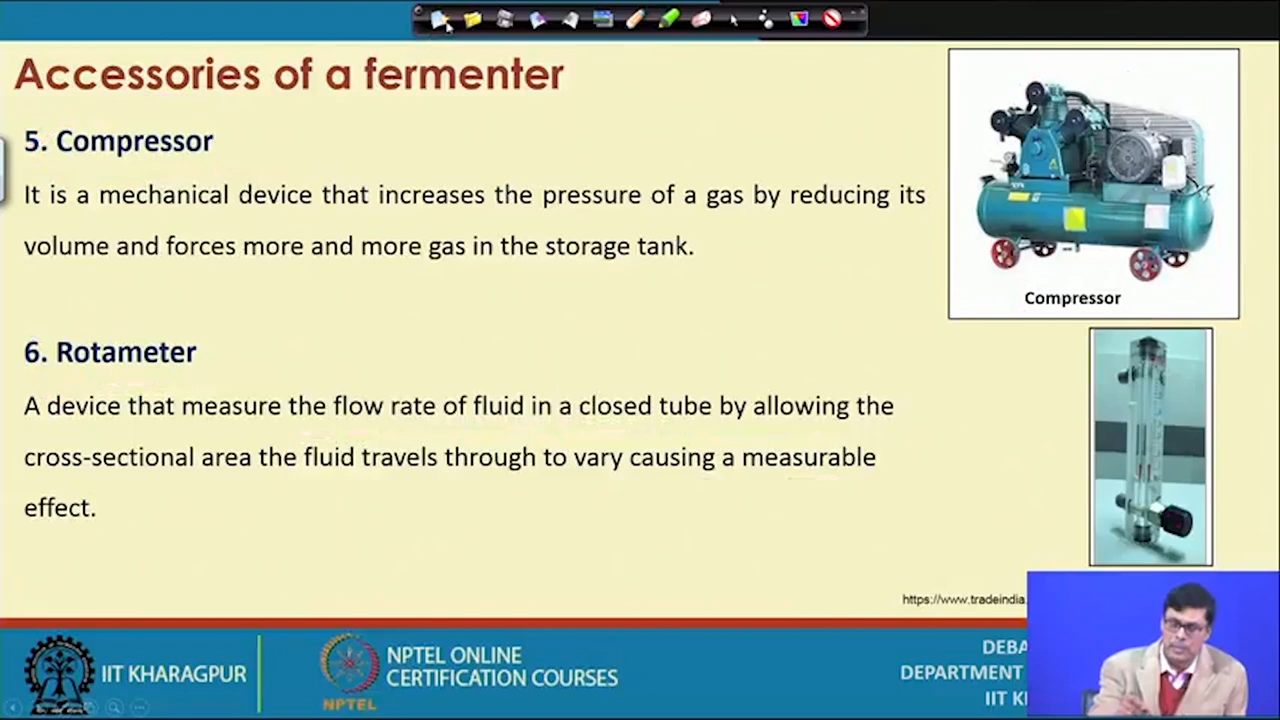 Accessories of a fermenter
5. Compressor
It is a mechanical device that increases the pressure of a gas by reducing its
volume and forces more and more gas in the storage tank.
Compressor
6. Rotameter
A device that measure the flow rate of fluid in a closed tube by allowing the
cross-sectional area the fluid travels through to vary causing a measurable
effect.
https://www.tradeindia.
IIT KHARAGPUR
NPTEL
NPTEL ONLINE
CERTIFICATION COURSES
DEBA
DEPARTMENT
IIT K